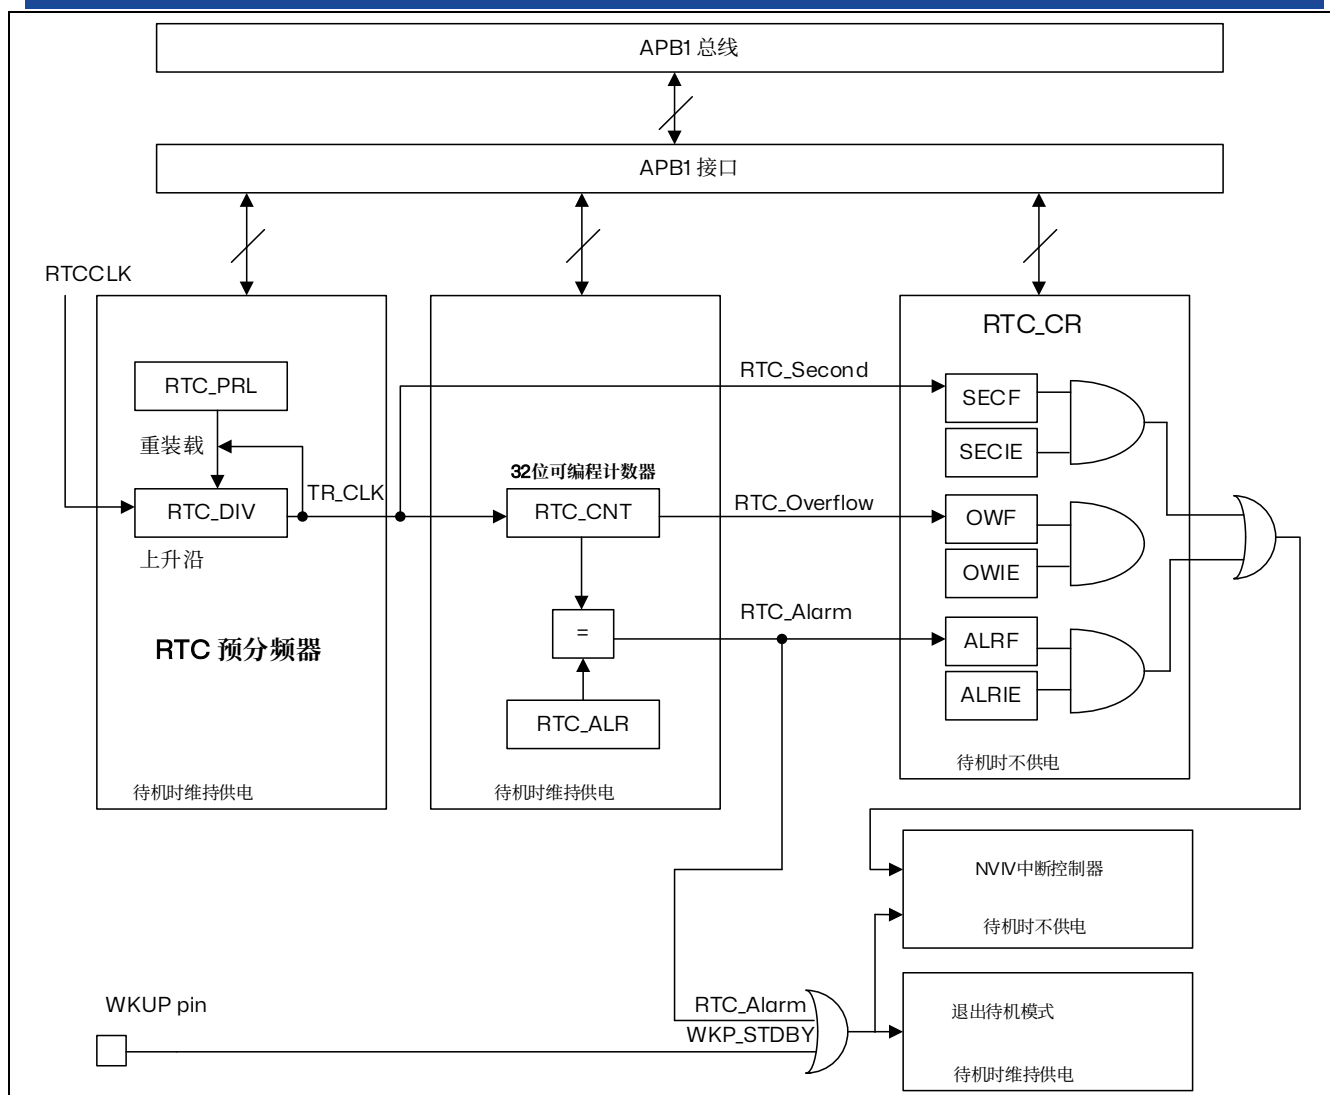 APB1 总线
APB1 接口
RTCCLK
RTC_CR
RTC_PRL
RTC_Second
SECF
重装载
SECIE
32位可编程计数器
TR_CLK
RTC_DIV
RTC_CNT
RTC_Overflow
OWF
上升沿
OWIE
RTC_Alarm
=
ALRF
RTC 预分频器
ALRIE
RTC_ALR
待机时不供电
待机时维持供电
待机时维持供电
NVIV中断控制器
待机时不供电
WKUP pin
RTC_Alarm
退出待机模式
WKP_STDBY
待机时维持供电